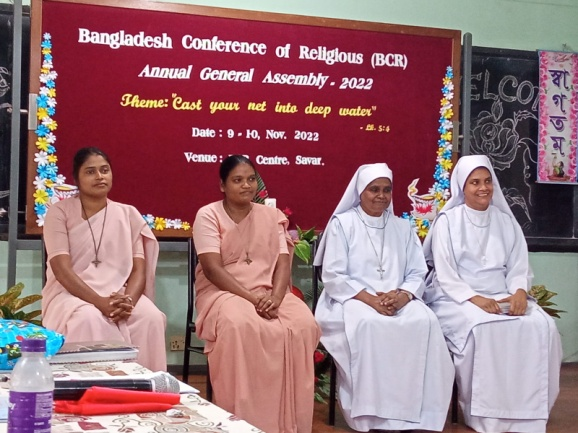 Bangladesh Conference of Religious (BCR)
Annual General Assembly - 2022
Theme: "Cast your net into deep water"
- Lk. 5:4
Date : 9 - 10, Nov. 2022
Venue : Centre, Savar.
WELCO
স্বাগতম